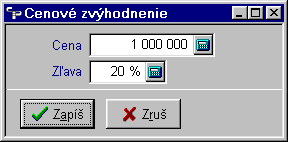 Cenové zvýhodnenie
Cena 1 000 000
Zľava 20 %
Zapíš Zruš